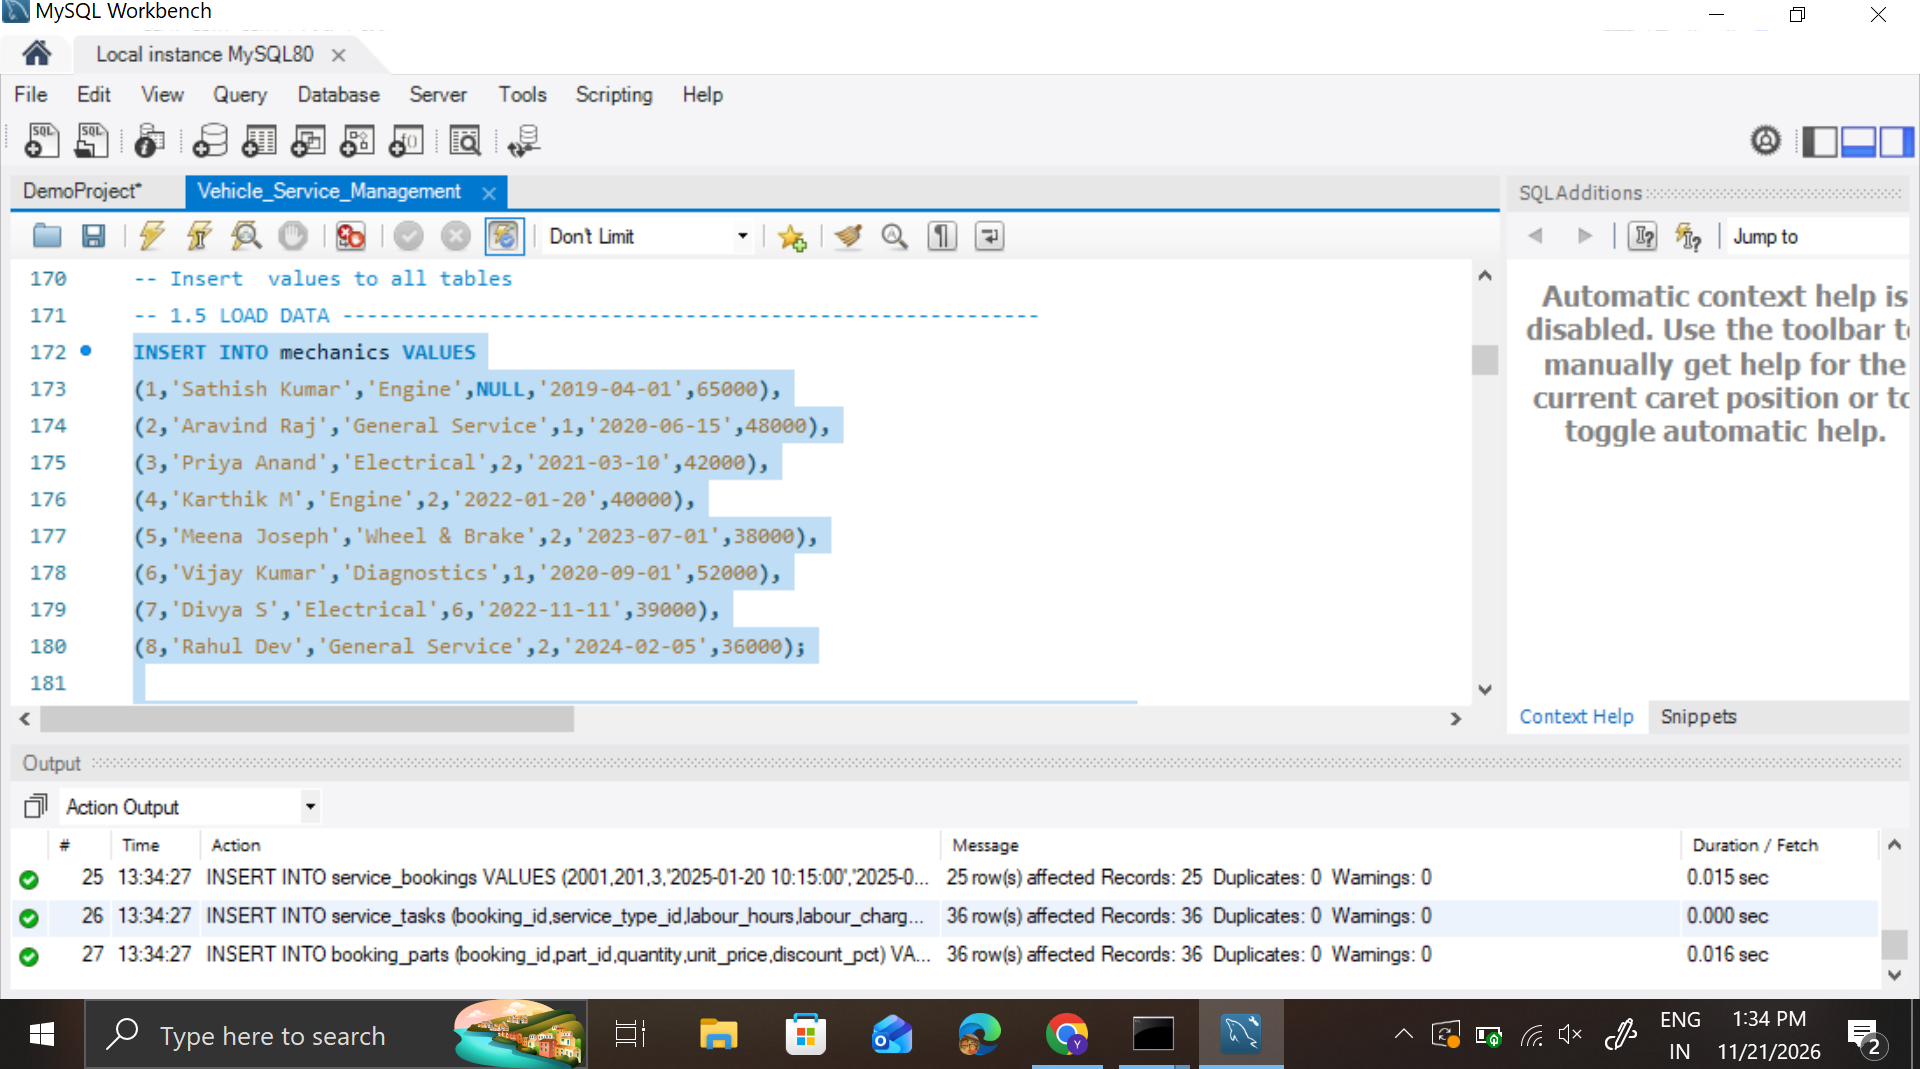 MySQL Workbench
Local instance MySQL80
File Edit View Query Database Server Tools Scripting Help
DemoProject*
Vehicle_Service_Management
Don't Limit
170 -- Insert  values to all tables
171 -- 1.5 LOAD DATA ---------------------------------------------------------
172 INSERT INTO mechanics VALUES
173 (1,'Sathish Kumar','Engine',NULL,'2019-04-01',65000),
174 (2,'Aravind Raj','General Service',1,'2020-06-15',48000),
175 (3,'Priya Anand','Electrical',2,'2021-03-10',42000),
176 (4,'Karthik M','Engine',2,'2022-01-20',40000),
177 (5,'Meena Joseph','Wheel & Brake',2,'2023-07-01',38000),
178 (6,'Vijay Kumar','Diagnostics',1,'2020-09-01',52000),
179 (7,'Divya S','Electrical',6,'2022-11-11',39000),
180 (8,'Rahul Dev','General Service',2,'2024-02-05',36000);
181
SQLAdditions
Jump to
Automatic context help is
disabled. Use the toolbar to
manually get help for the
current caret position or to
toggle automatic help.
Context Help Snippets
Output
Action Output
# Time Action Message Duration / Fetch
25 13:34:27 INSERT INTO service_bookings VALUES (2001,201,3,'2025-01-20 10:15:00','2025-0... 25 row(s) affected Records: 25  Duplicates: 0  Warnings: 0 0.015 sec
26 13:34:27 INSERT INTO service_tasks (booking_id,service_type_id,labour_hours,labour_charg... 36 row(s) affected Records: 36  Duplicates: 0  Warnings: 0 0.000 sec
27 13:34:27 INSERT INTO booking_parts (booking_id,part_id,quantity,unit_price,discount_pct) VA... 36 row(s) affected Records: 36  Duplicates: 0  Warnings: 0 0.016 sec
Type here to search
ENG
IN
1:34 PM
11/21/2026
2